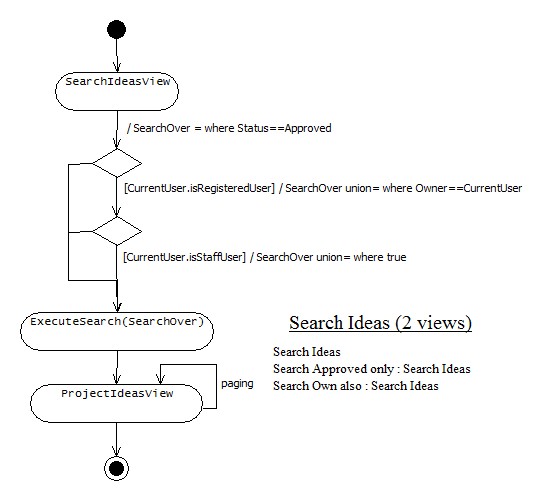 SearchIdeasView
/ SearchOver = where Status==Approved
[CurrentUser.isRegisteredUser] / SearchOver union= where Owner==CurrentUser
[CurrentUser.isStaffUser] / SearchOver union= where true
ExecuteSearch(SearchOver)
Search Ideas (2 views)
Search Ideas
Search Approved only : Search Ideas
Search Own also : Search Ideas
paging
ProjectIdeasView